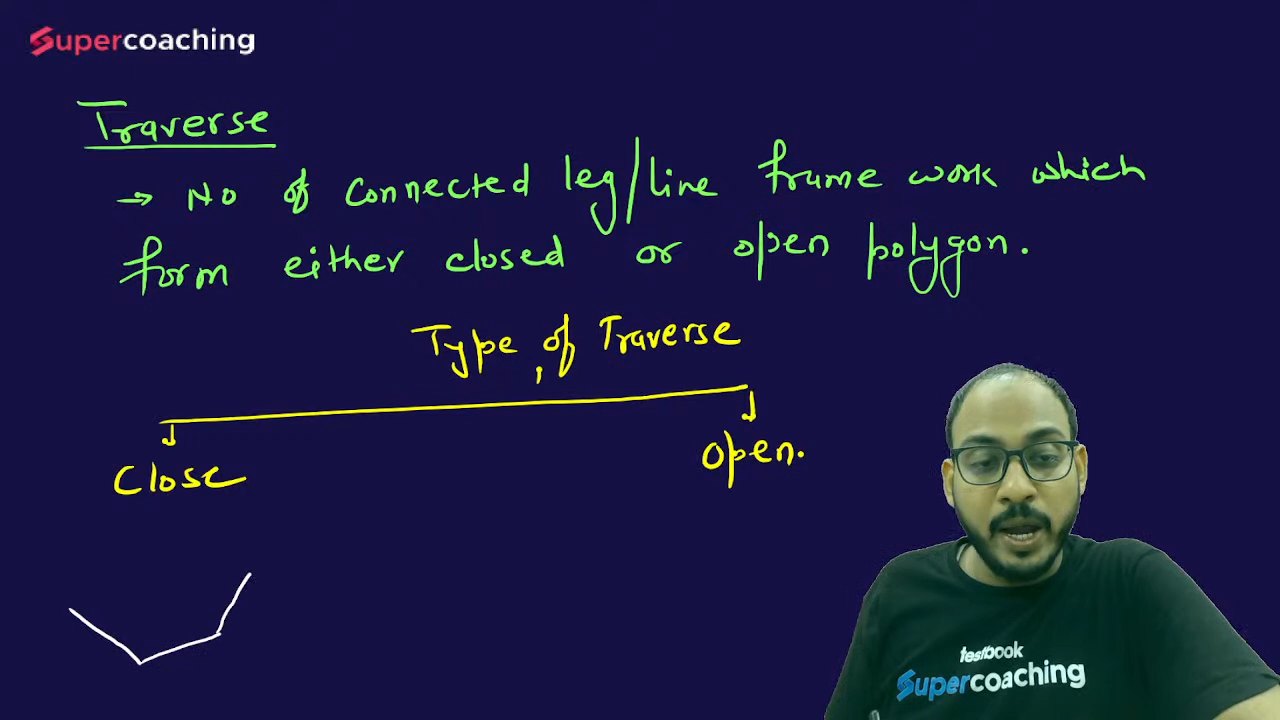 Supercoaching
Traverse
→ No of connected leg/line frame work which
form either closed or open polygon.
Type of Traverse
Close
Open.
testbook
Supercoaching